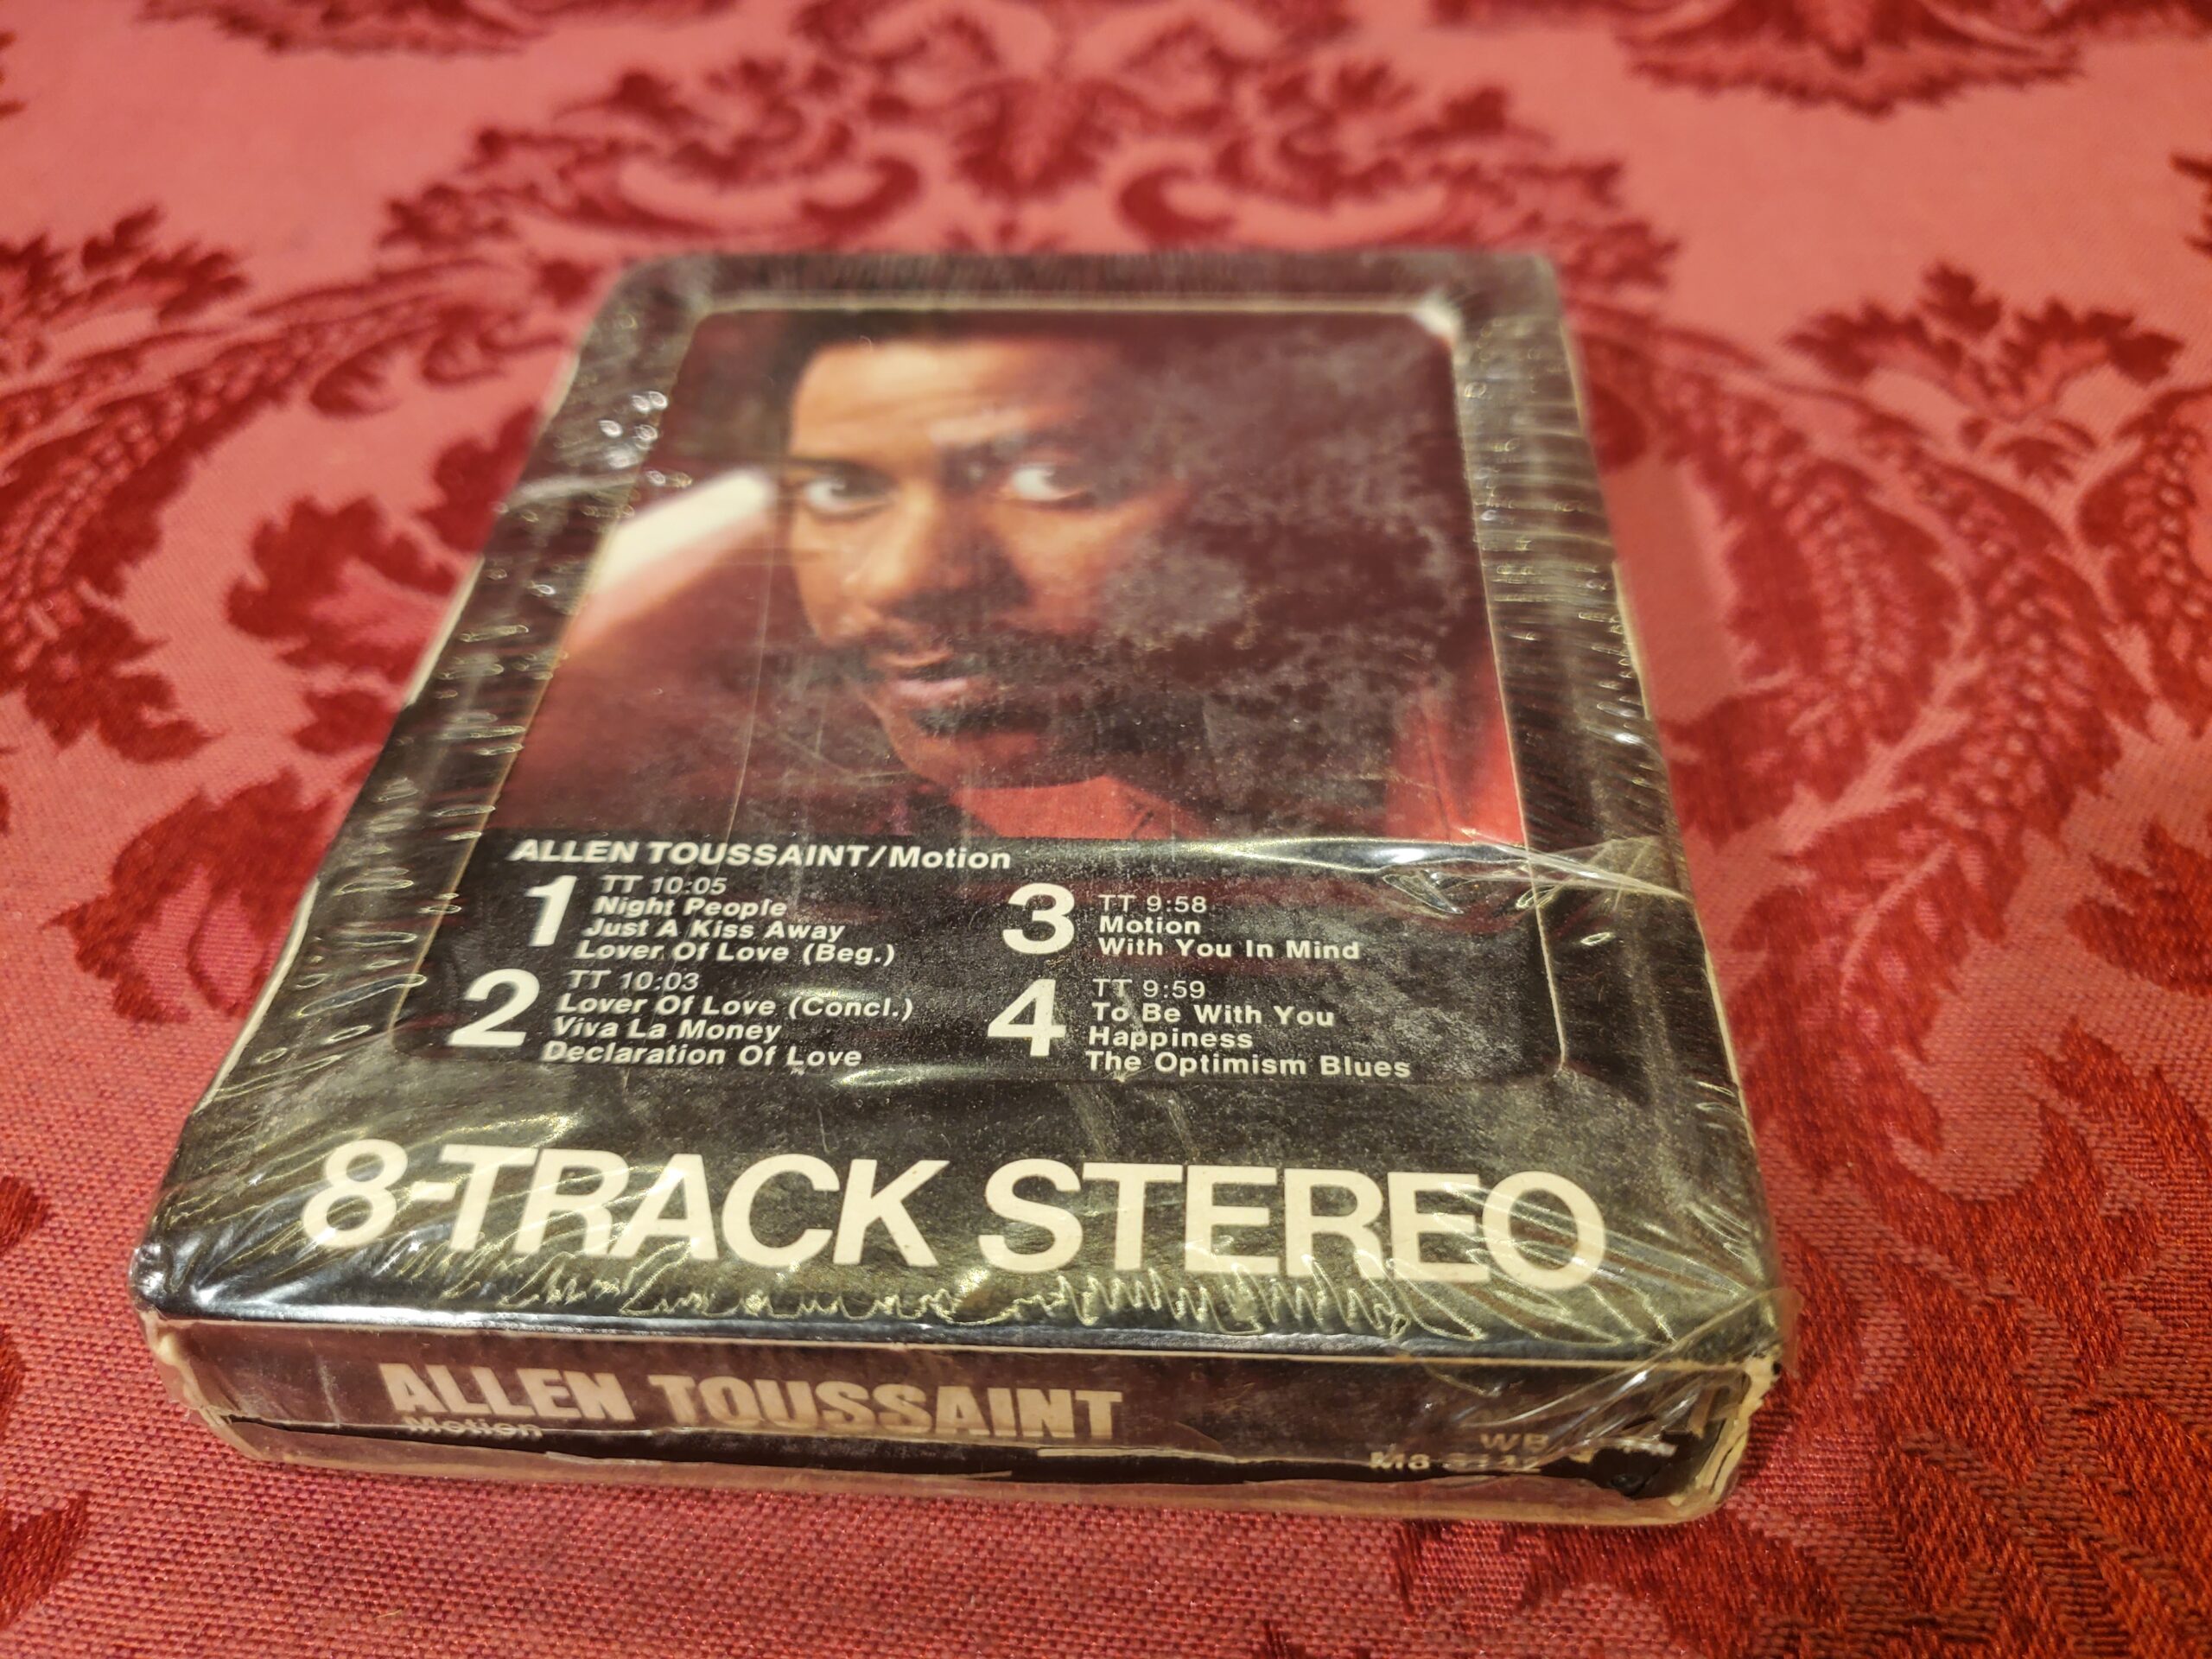 ALLEN TOUSSAINT/Motion
1
TT 10:05
Night People
Just A Kiss Away
Lover Of Love (Beg.)
2
TT 10:03
Lover Of Love (Concl.)
Viva La Money
Declaration Of Love
3
TT 9:58
Motion
With You In Mind
4
TT 9:59
To Be With You
Happiness
The Optimism Blues
8-TRACK STEREO
ALLEN TOUSSAINT
Motion
WB
M8